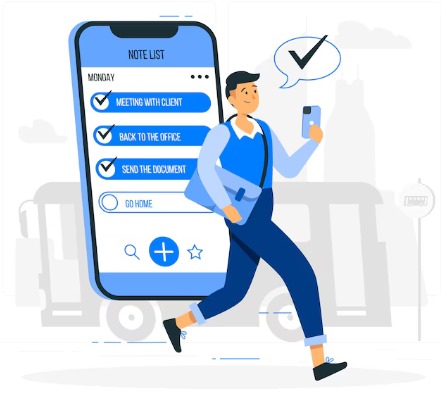 NOTE LIST
MONDAY
MEETING WITH CLIENT
BACK TO THE OFFICE
SEND THE DOCUMENT
GO HOME